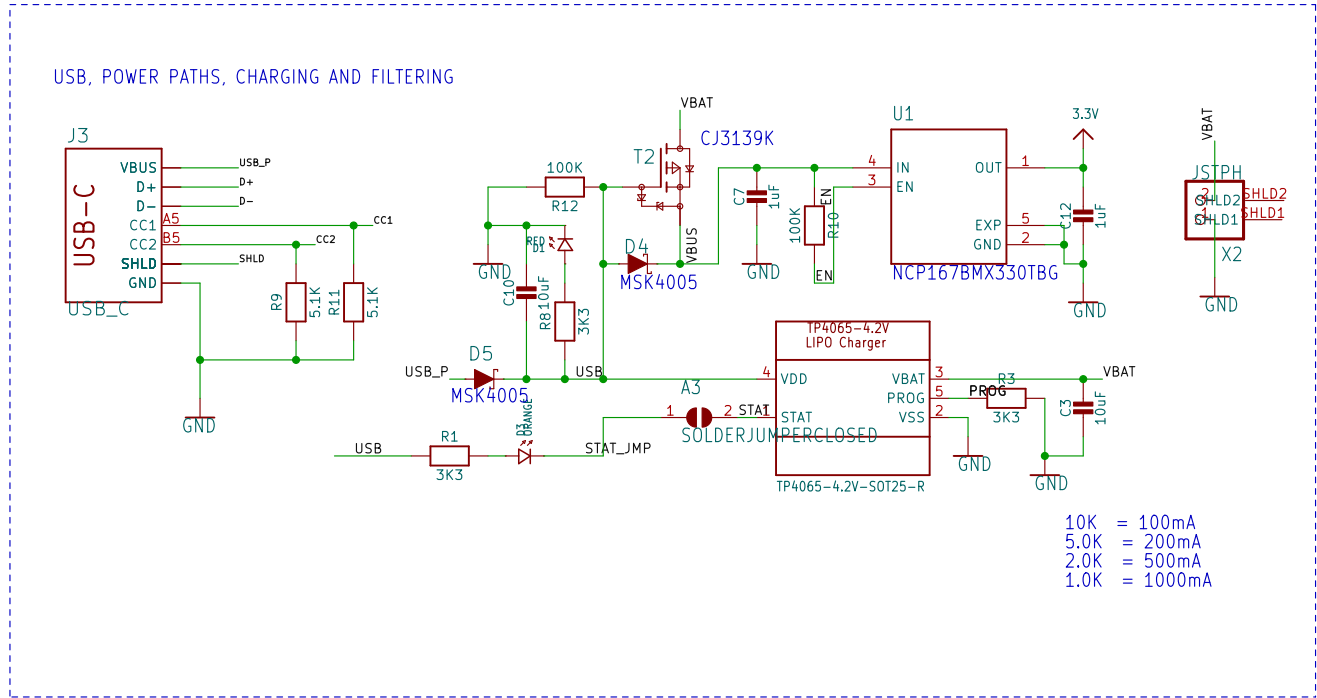 USB, POWER PATHS, CHARGING AND FILTERING
J3
USB-C
VBUS
D+
D-
CC1
CC2
SHLD
GND
A5
B5
USB_P
D+
D-
CC1
CC2
SHLD
USB_C
R9
5.1K
R11
5.1K
GND
100K
R12
RED
D1
GND
C10
10uF
R8
3K3
VBAT
CJ3139K
T2
D4
MSK4005
VBUS
C7
1uF
GND
100K
R10
EN
EN
U1
4
IN
3
EN
OUT
1
EXP
5
GND
2
NCP167BMX330TBG
3.3V
C12
1uF
GND
VBAT
JSTPH
SHLD2
SHLD2
SHLD1
SHLD1
X2
GND
USB_P
D5
MSK4005
USB
USB
R1
3K3
D3
ORANGE
STAT_JMP
A3
1
2
STAT
SOLDERJUMPERCLOSED
TP4065-4.2V
LIPO Charger
4
VDD
1
STAT
VBAT
3
PROG
5
VSS
2
TP4065-4.2V-SOT25-R
PROG
R3
3K3
GND
GND
C3
10uF
VBAT
10K = 100mA
5.0K = 200mA
2.0K = 500mA
1.0K = 1000mA